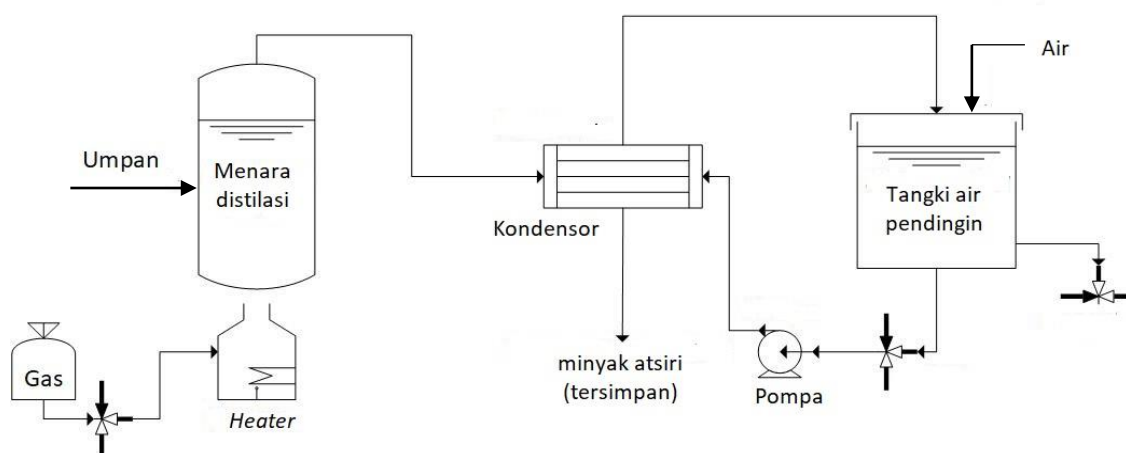 Air
Umpan
Menara
distilasi
Tangki air
pendingin
Kondensor
Gas
minyak atsiri
(tersimpan)
Pompa
Heater